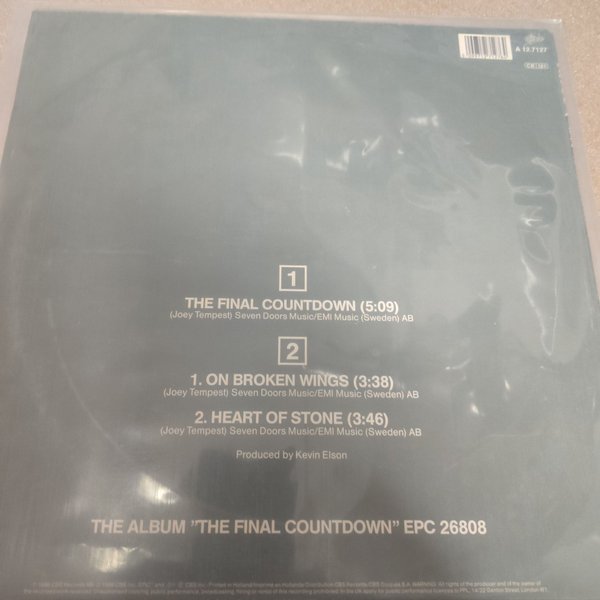 A 12.7127
1
THE FINAL COUNTDOWN (5:09)
(Joey Tempest) Seven Doors Music/EMI Music (Sweden) AB
2
1. ON BROKEN WINGS (3:38)
(Joey Tempest) Seven Doors Music/EMI Music (Sweden) AB
2. HEART OF STONE (3:46)
(Joey Tempest) Seven Doors Music/EMI Music (Sweden) AB
Produced by Kevin Elson
THE ALBUM "THE FINAL COUNTDOWN" EPC 26808